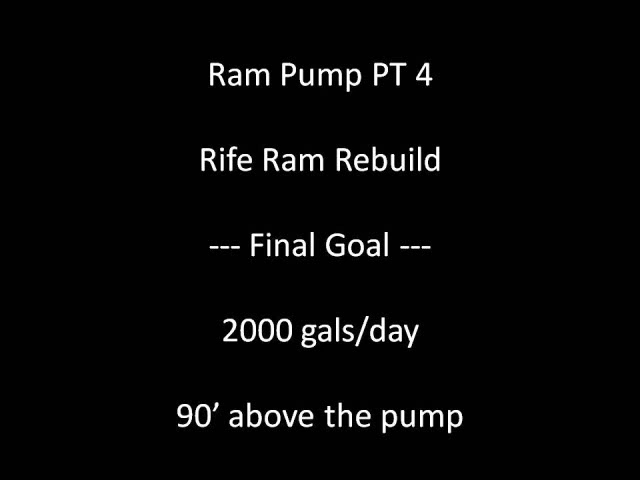 Ram Pump PT 4
Rife Ram Rebuild
--- Final Goal ---
2000 gals/day
90’ above the pump